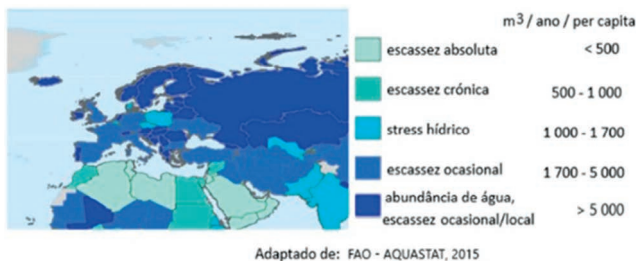 m³ / ano / per capita
escassez absoluta < 500
escassez crónica 500 - 1 000
stress hídrico 1 000 - 1 700
escassez ocasional 1 700 - 5 000
abundância de água,
escassez ocasional/local > 5 000
Adaptado de: FAO - AQUASTAT, 2015